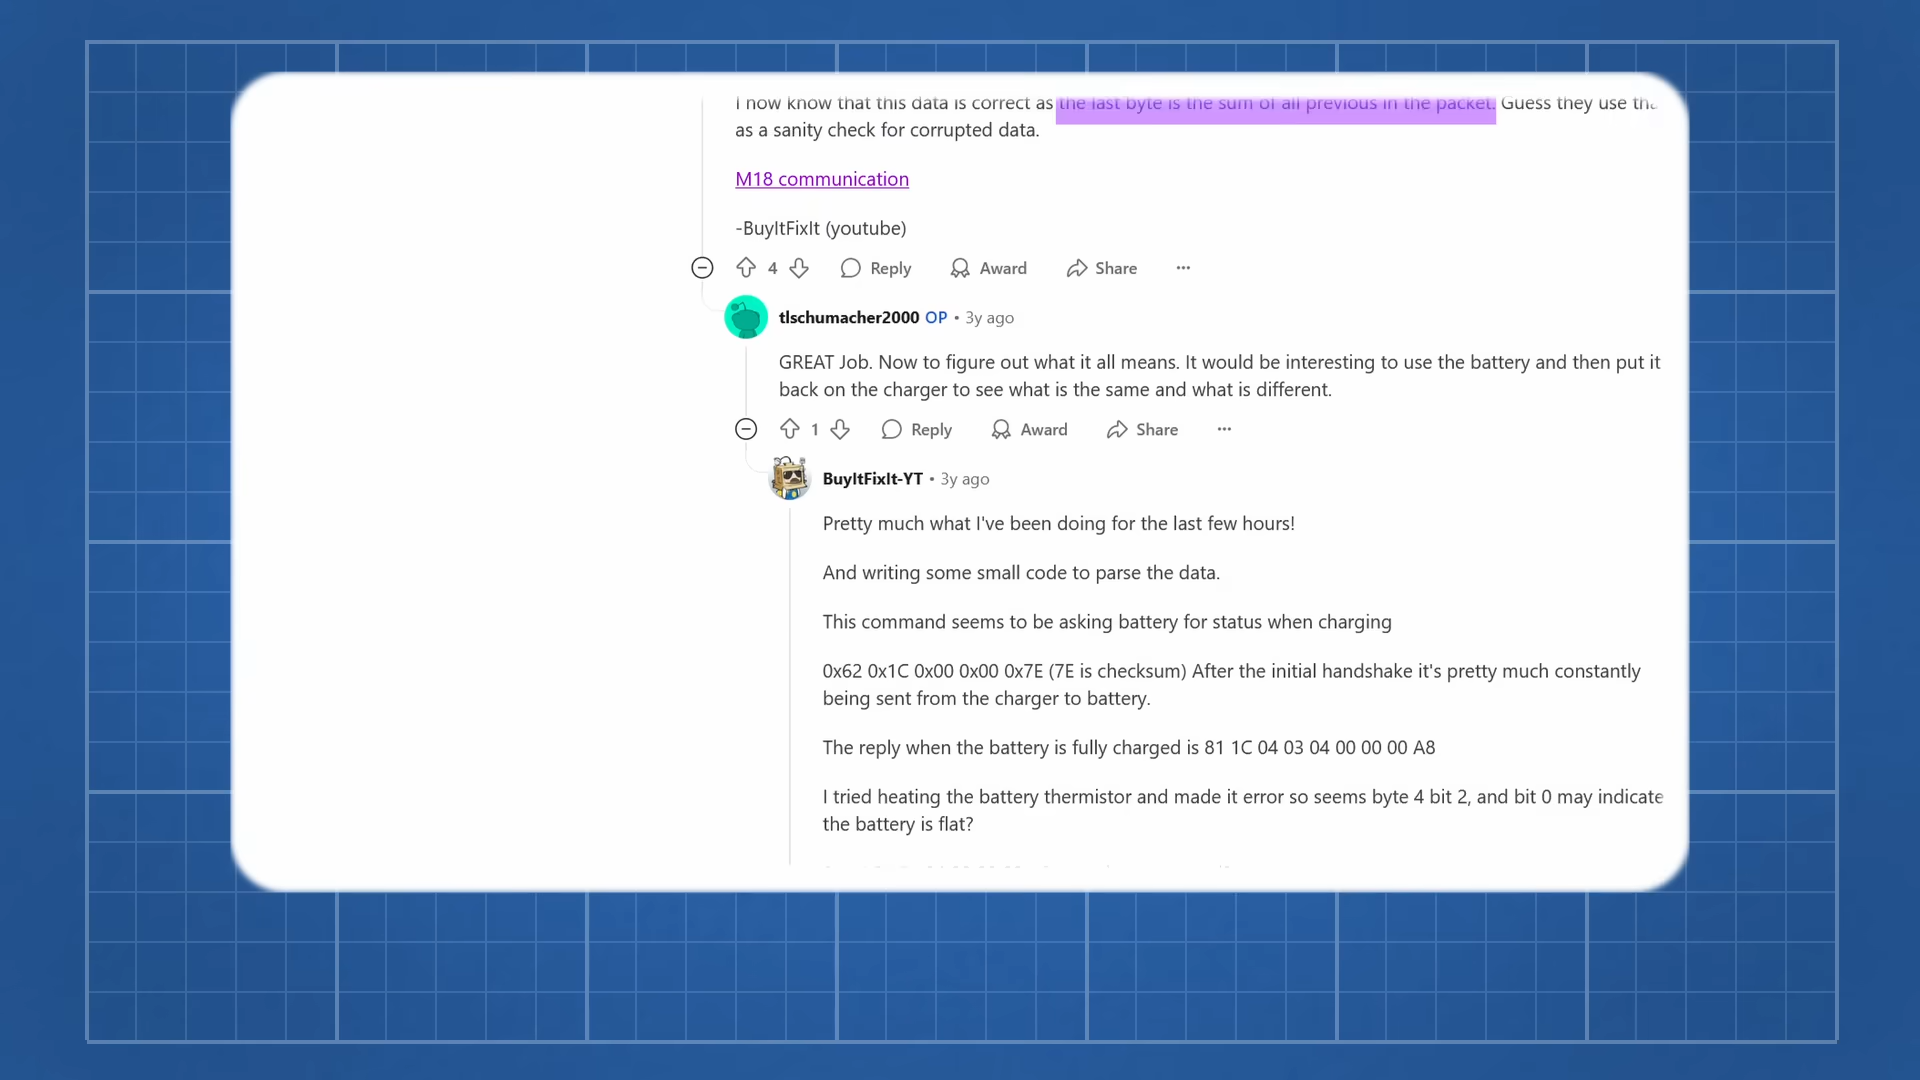 I now know that this data is correct as the last byte is the sum of all previous in the packet. Guess they use
as a sanity check for corrupted data.
M18 communication
-BuyItFixIt (youtube)
4 Reply Award Share ···
tlschumacher2000 OP • 3y ago
GREAT Job. Now to figure out what it all means. It would be interesting to use the battery and then put it
back on the charger to see what is the same and what is different.
1 Reply Award Share ···
BuyItFixIt-YT • 3y ago
Pretty much what I've been doing for the last few hours!
And writing some small code to parse the data.
This command seems to be asking battery for status when charging
0x62 0x1C 0x00 0x00 0x7E (7E is checksum) After the initial handshake it's pretty much constantly
being sent from the charger to battery.
The reply when the battery is fully charged is 81 1C 04 03 04 00 00 00 A8
I tried heating the battery thermistor and made it error so seems byte 4 bit 2, and bit 0 may indicate
the battery is flat?